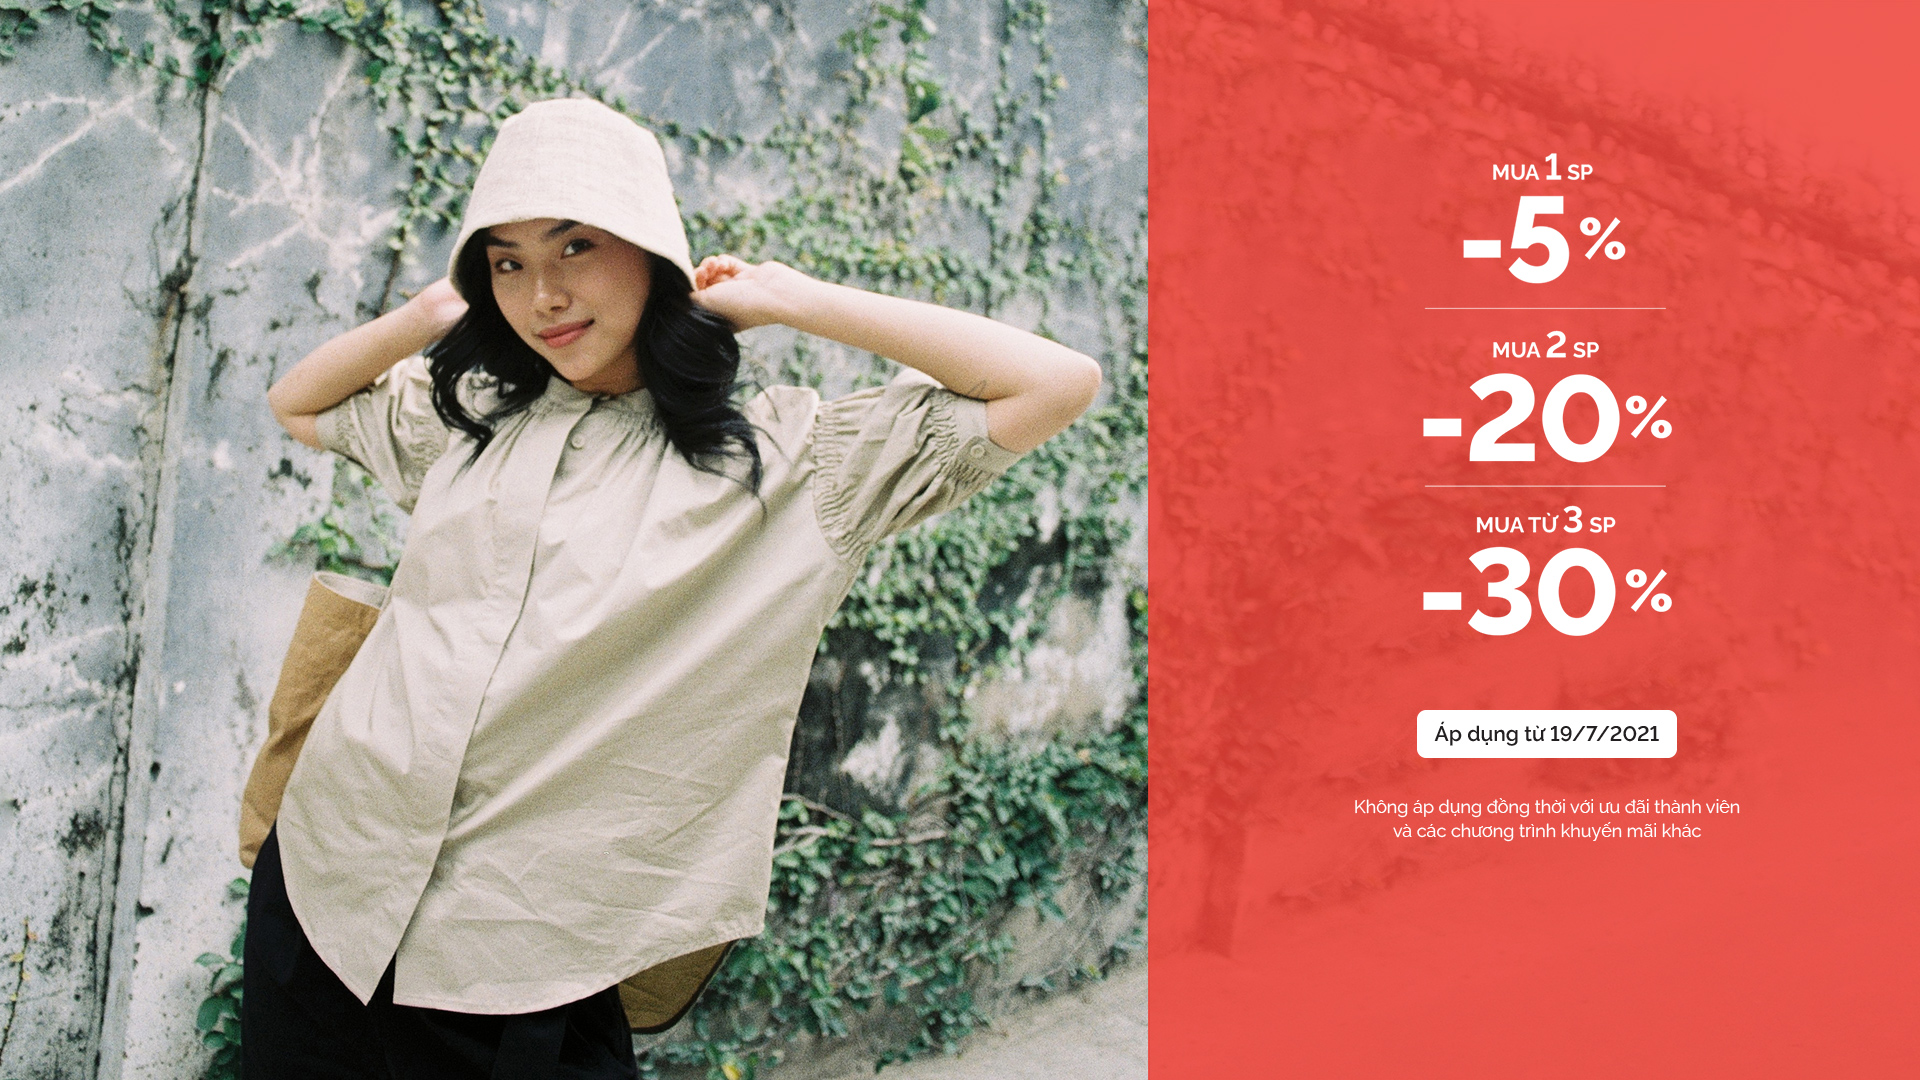 MUA 1 SP
-5%
MUA 2 SP
-20%
MUA TỪ 3 SP
-30%
Áp dụng từ 19/7/2021
Không áp dụng đồng thời với ưu đãi thành viên
và các chương trình khuyến mãi khác